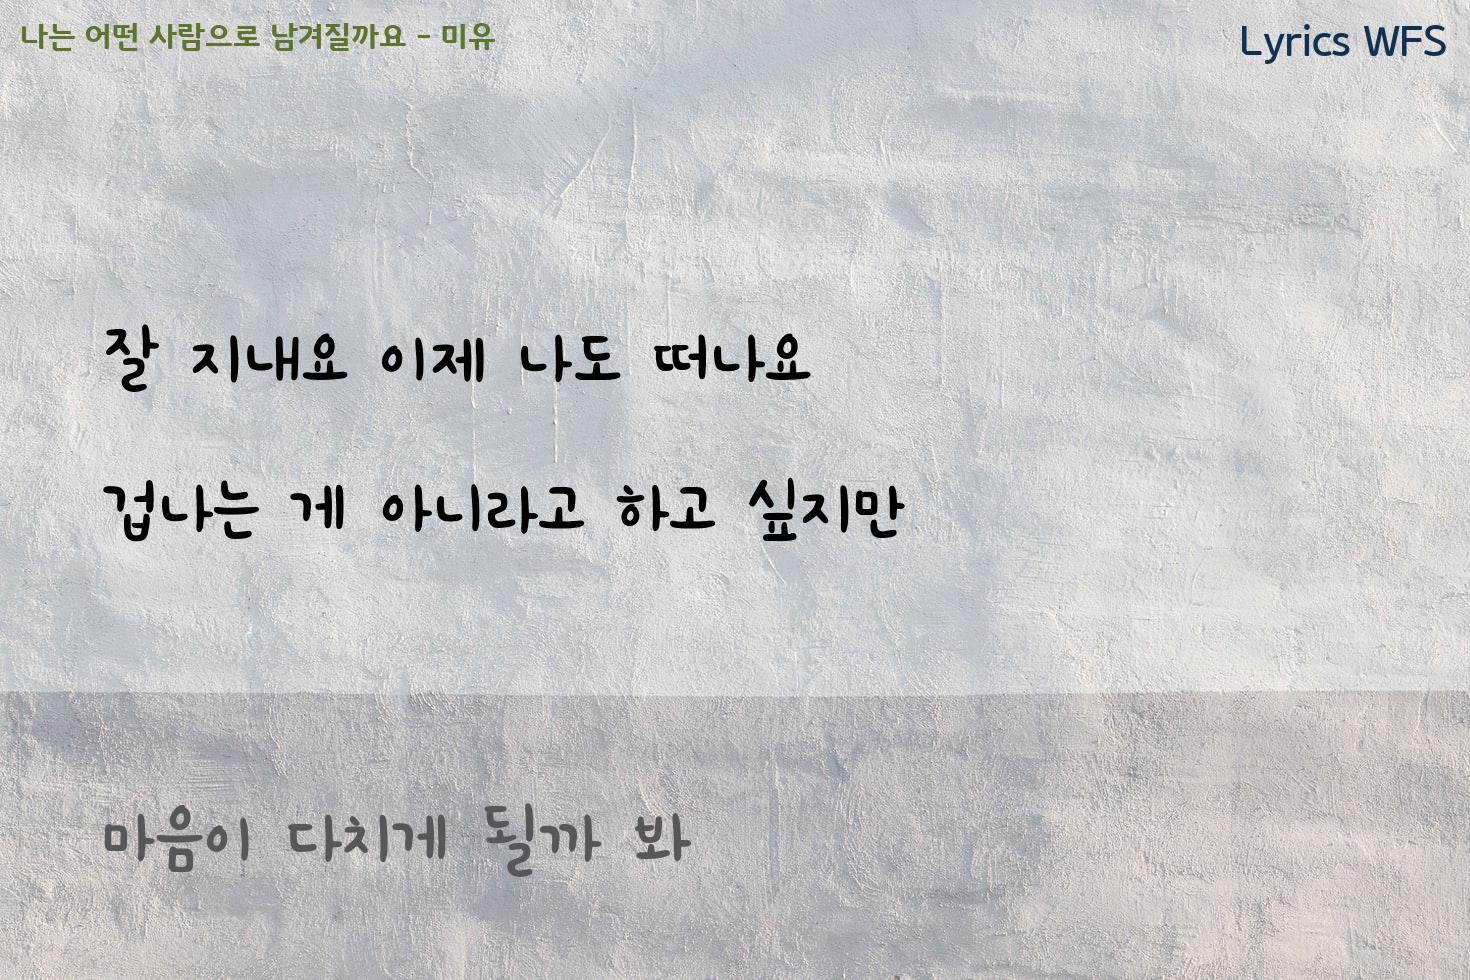 나는 어떤 사람으로 남겨질까요 - 미유
Lyrics WFS
잘 지내요 이제 나도 떠나요
겁나는 게 아니라고 하고 싶지만
마음이 다치게 될까 봐